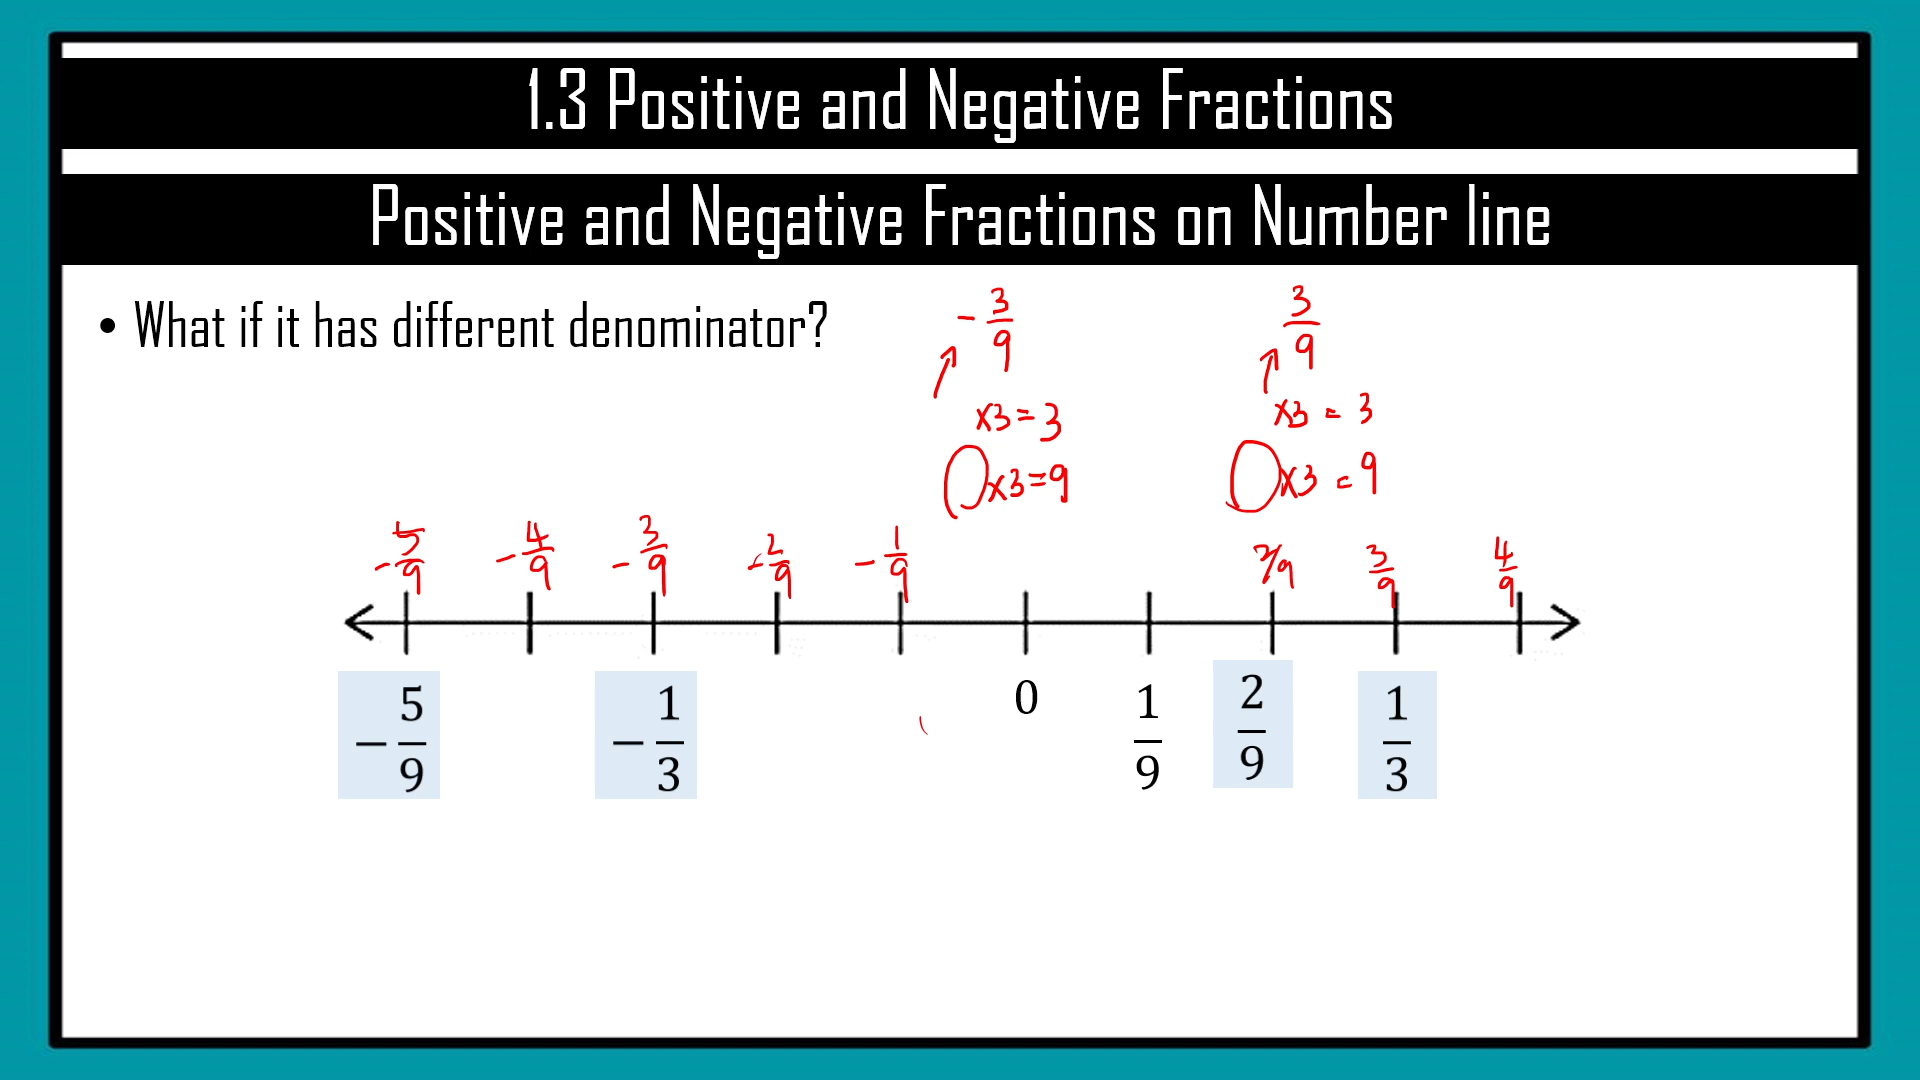 1.3 Positive and Negative Fractions
Positive and Negative Fractions on Number line
• What if it has different denominator?
- 3/9 3/9
x3=3 x3 = 3
x3=9 x3 = 9
- 5/9 - 4/9 - 3/9 - 2/9 - 1/9 2/9 3/9 4/9
− 5/9 − 1/3 0 1/9 2/9 1/3